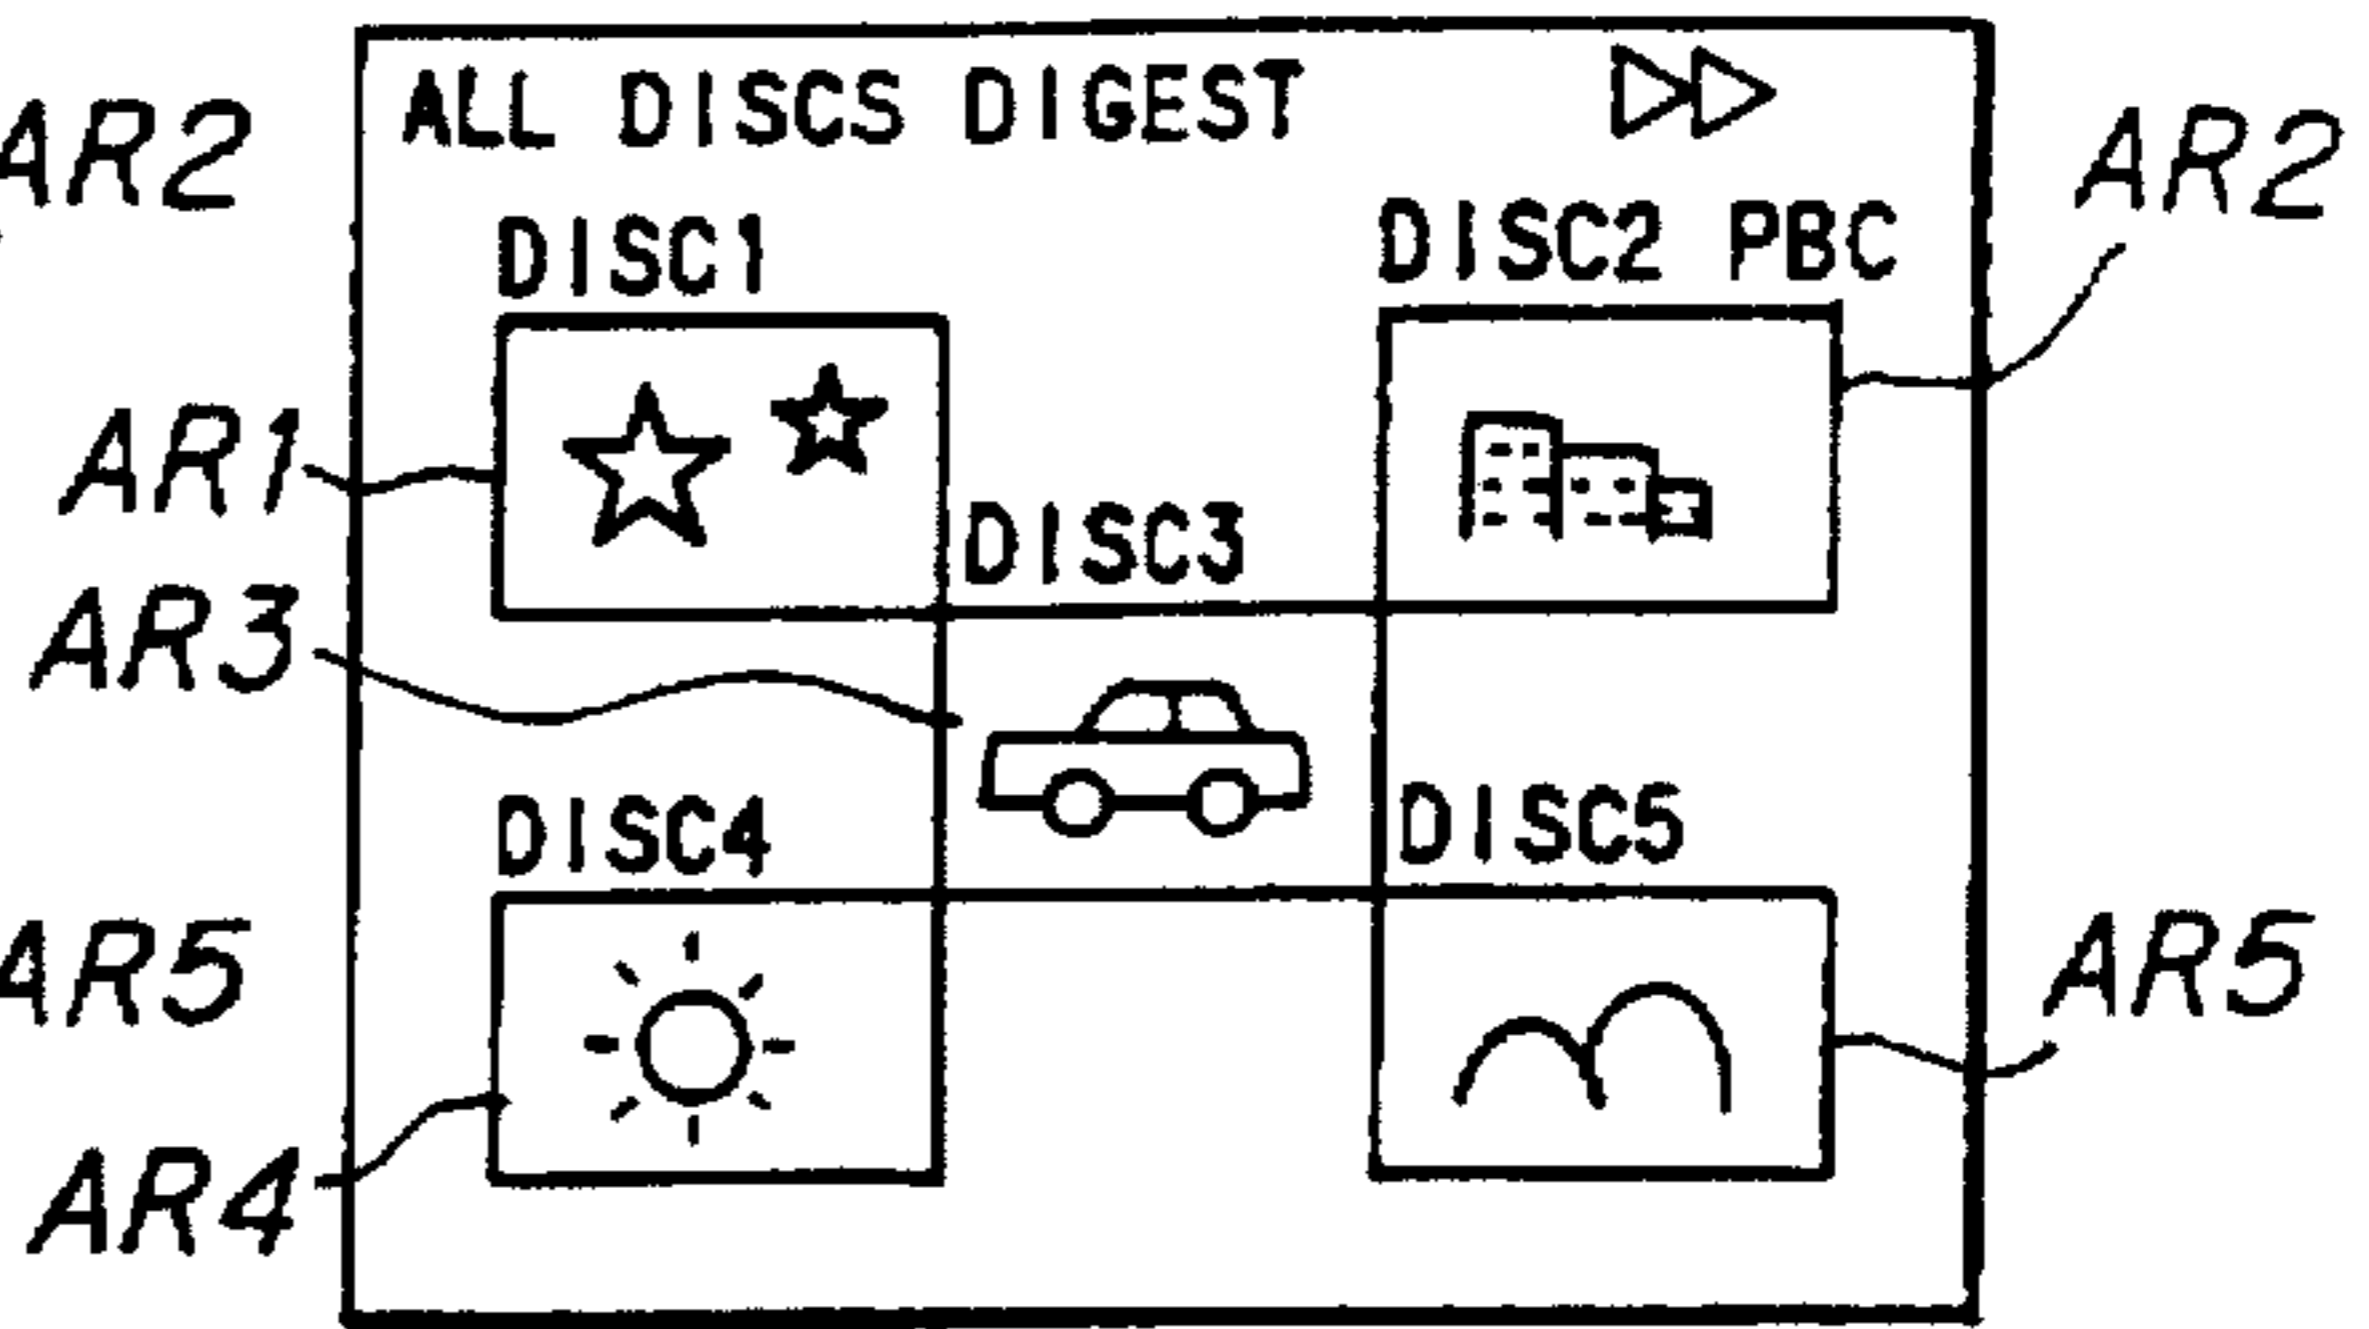 ALL DISCS DIGEST
AR2
AR2
DISC1
DISC2 PBC
AR1
DISC3
AR3
DISC4
DISC5
AR5
AR5
AR4